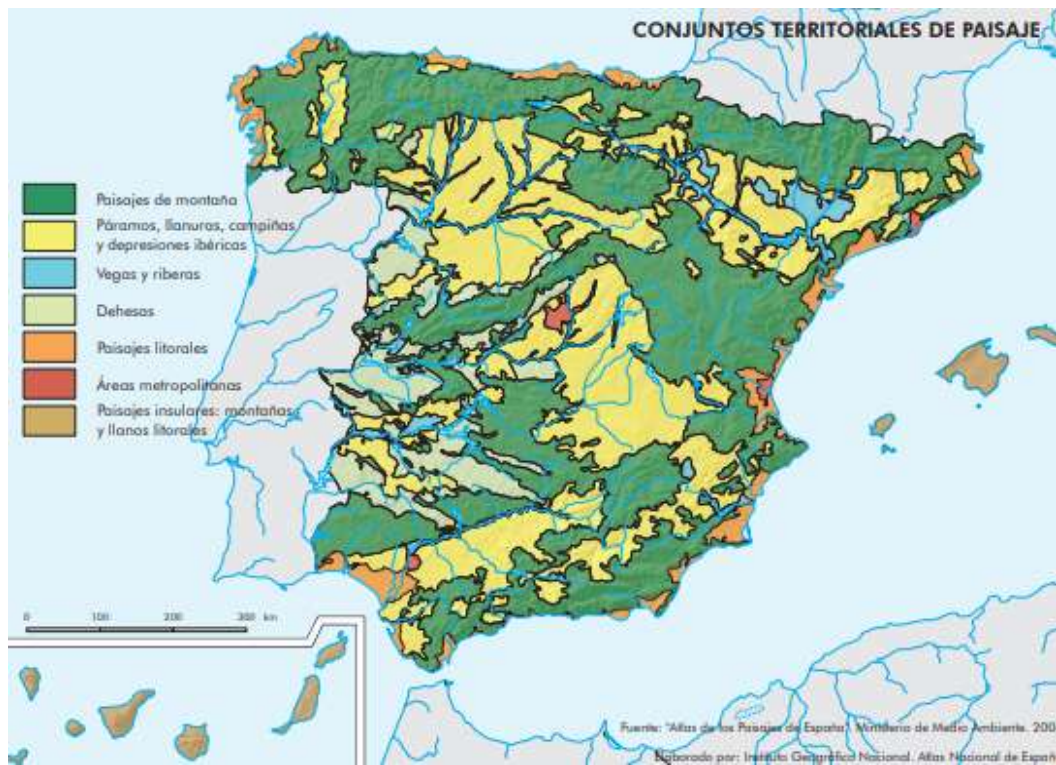 CONJUNTOS TERRITORIALES DE PAISAJE
Paisajes de montaña
Páramos, llanuras, campiñas
y depresiones ibéricas
Vegas y riberas
Dehesas
Paisajes litorales
Áreas metropolitanas
Paisajes insulares: montañas
y llanos litorales
0 100 200 300 km
Fuente: "Atlas de los Paisajes de España". Ministerio de Medio Ambiente. 200
Elaborado por: Instituto Geográfico Nacional. Atlas Nacional de Españ